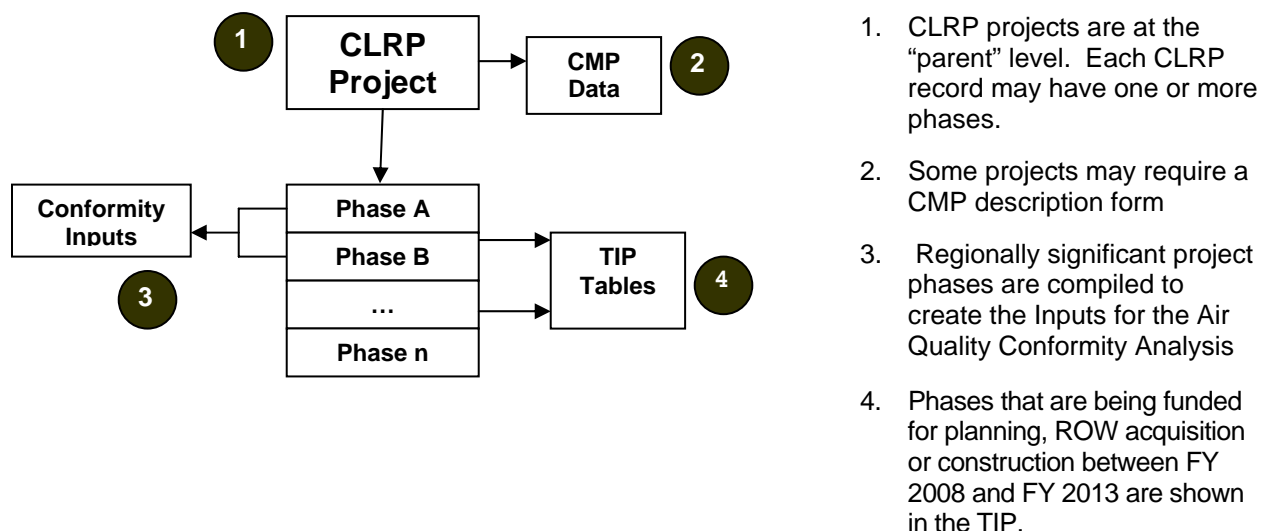 1
CLRP
Project
CMP
Data
2
Conformity
Inputs
3
Phase A
Phase B
…
Phase n
TIP
Tables
4
1. CLRP projects are at the
“parent” level. Each CLRP
record may have one or more
phases.
2. Some projects may require a
CMP description form
3. Regionally significant project
phases are compiled to
create the Inputs for the Air
Quality Conformity Analysis
4. Phases that are being funded
for planning, ROW acquisition
or construction between FY
2008 and FY 2013 are shown
in the TIP.